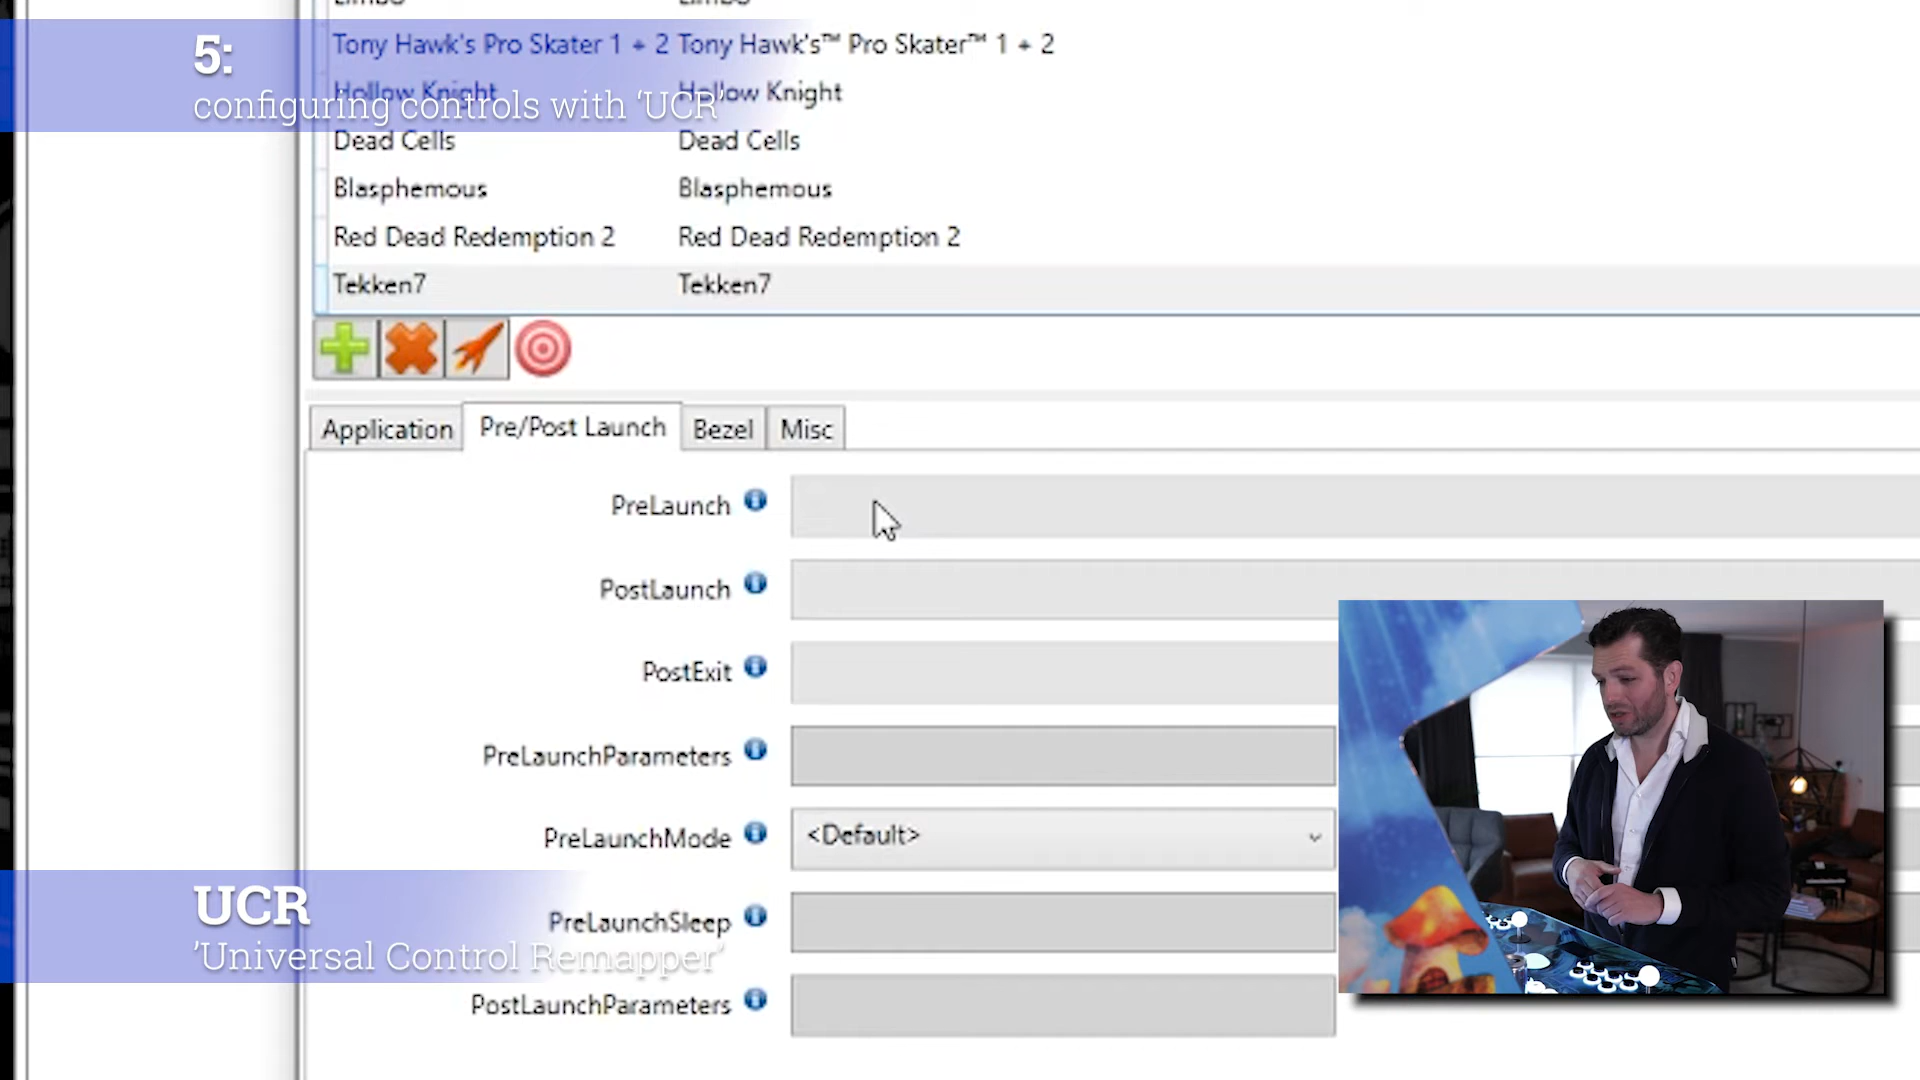 Limbo Limbo
5:
Tony Hawk's Pro Skater 1 + 2 Tony Hawk's™ Pro Skater™ 1 + 2
Hollow Knight Hollow Knight
configuring controls with ‘UCR’
Dead Cells Dead Cells
Blasphemous Blasphemous
Red Dead Redemption 2 Red Dead Redemption 2
Tekken7 Tekken7
Application Pre/Post Launch Bezel Misc
PreLaunch
PostLaunch
PostExit
PreLaunchParameters
PreLaunchMode <Default>
UCR
PreLaunchSleep
’Universal Control Remapper’
PostLaunchParameters